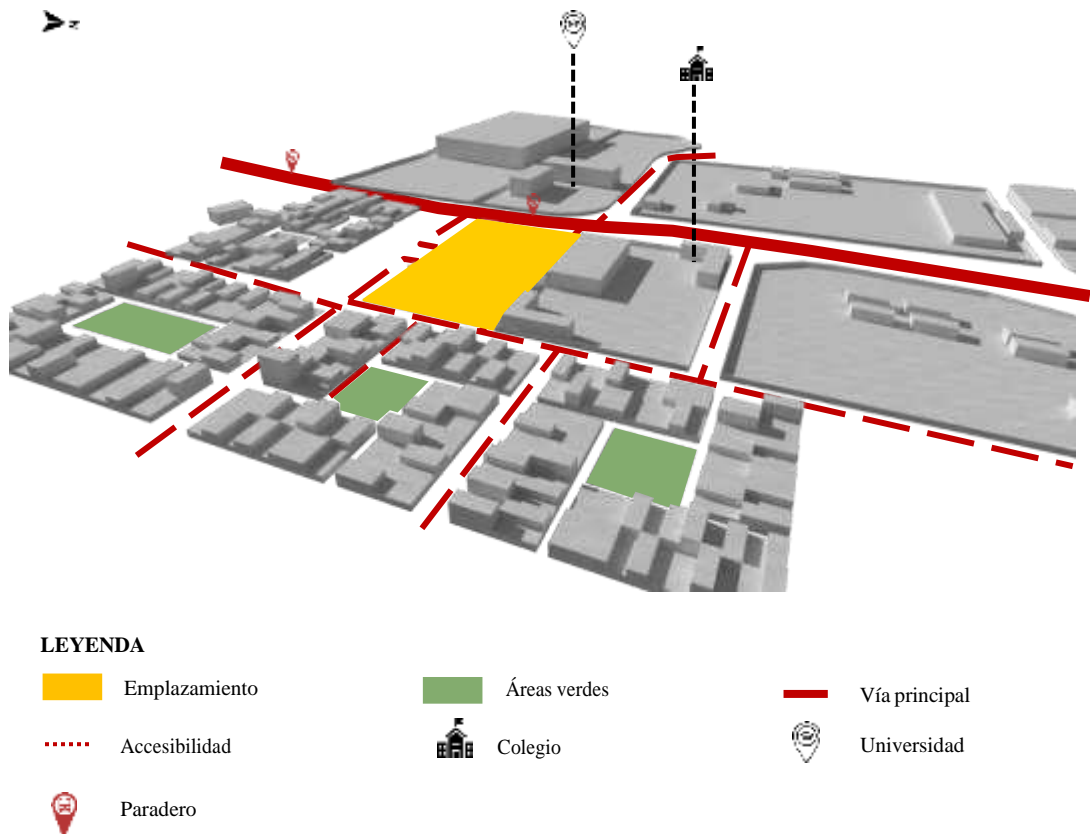 N
LEYENDA
Emplazamiento
Áreas verdes
Vía principal
Accesibilidad
Colegio
Universidad
Paradero